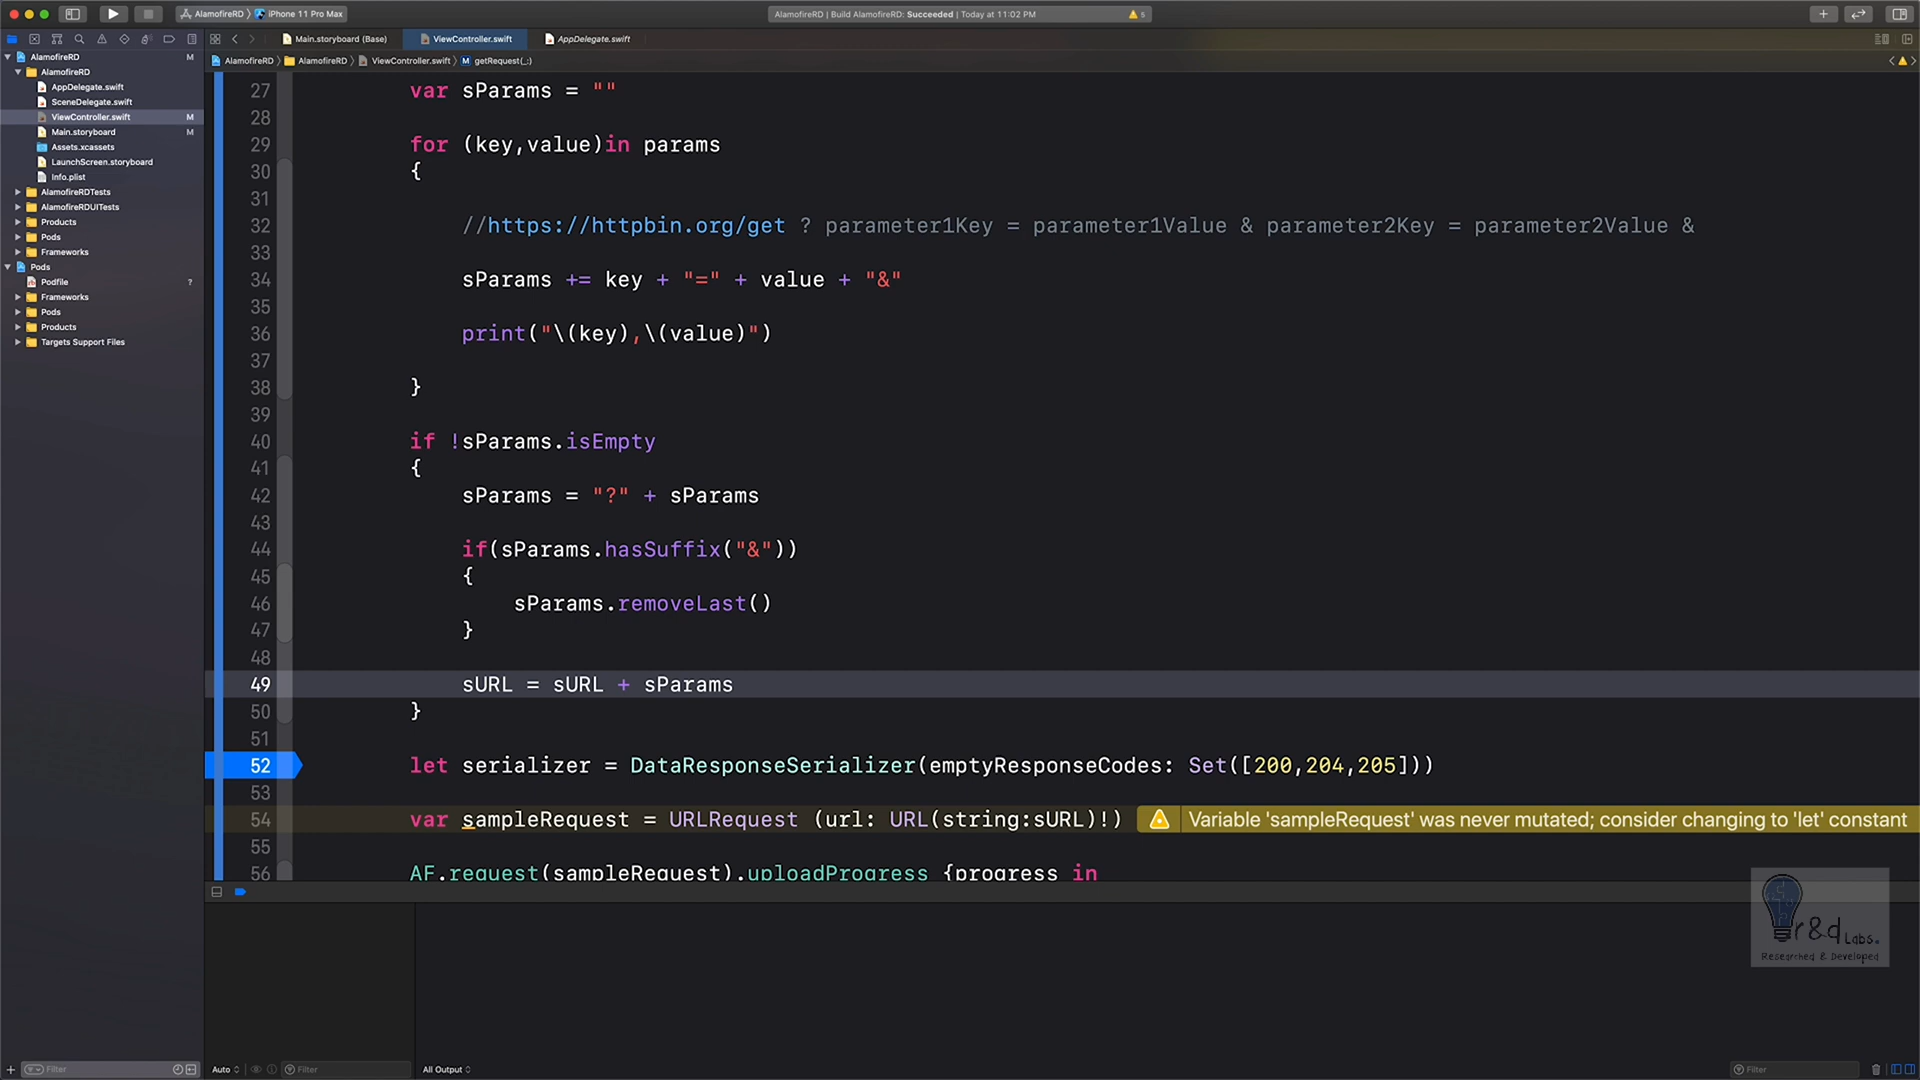 AlamofireRD
iPhone 11 Pro Max
AlamofireRD | Build AlamofireRD: Succeeded | Today at 11:02 PM
5
Main.storyboard (Base)
ViewController.swift
AppDelegate.swift
AlamofireRD
AlamofireRD
ViewController.swift
M
getRequest(_:)
AlamofireRD
M
AlamofireRD
AppDelegate.swift
SceneDelegate.swift
ViewController.swift
M
Main.storyboard
M
Assets.xcassets
LaunchScreen.storyboard
Info.plist
AlamofireRDTests
AlamofireRDUITests
Products
Pods
Frameworks
Pods
Podfile
?
Frameworks
Pods
Products
Targets Support Files
27 var sParams = ""
28
29 for (key,value)in params
30 {
31
32 //https://httpbin.org/get ? parameter1Key = parameter1Value & parameter2Key = parameter2Value &
33
34 sParams += key + "=" + value + "&"
35
36 print("\(key),\(value)")
37
38 }
39
40 if !sParams.isEmpty
41 {
42 sParams = "?" + sParams
43
44 if(sParams.hasSuffix("&"))
45 {
46 sParams.removeLast()
47 }
48
49 sURL = sURL + sParams
50 }
51
52 let serializer = DataResponseSerializer(emptyResponseCodes: Set([200,204,205]))
53
54 var sampleRequest = URLRequest (url: URL(string:sURL)!) Variable 'sampleRequest' was never mutated; consider changing to 'let' constant
55
56 AF.request(sampleRequest).uploadProgress {progress in
r&d Labs.
Researched & Developed
Filter
Auto
Filter
All Output
Filter